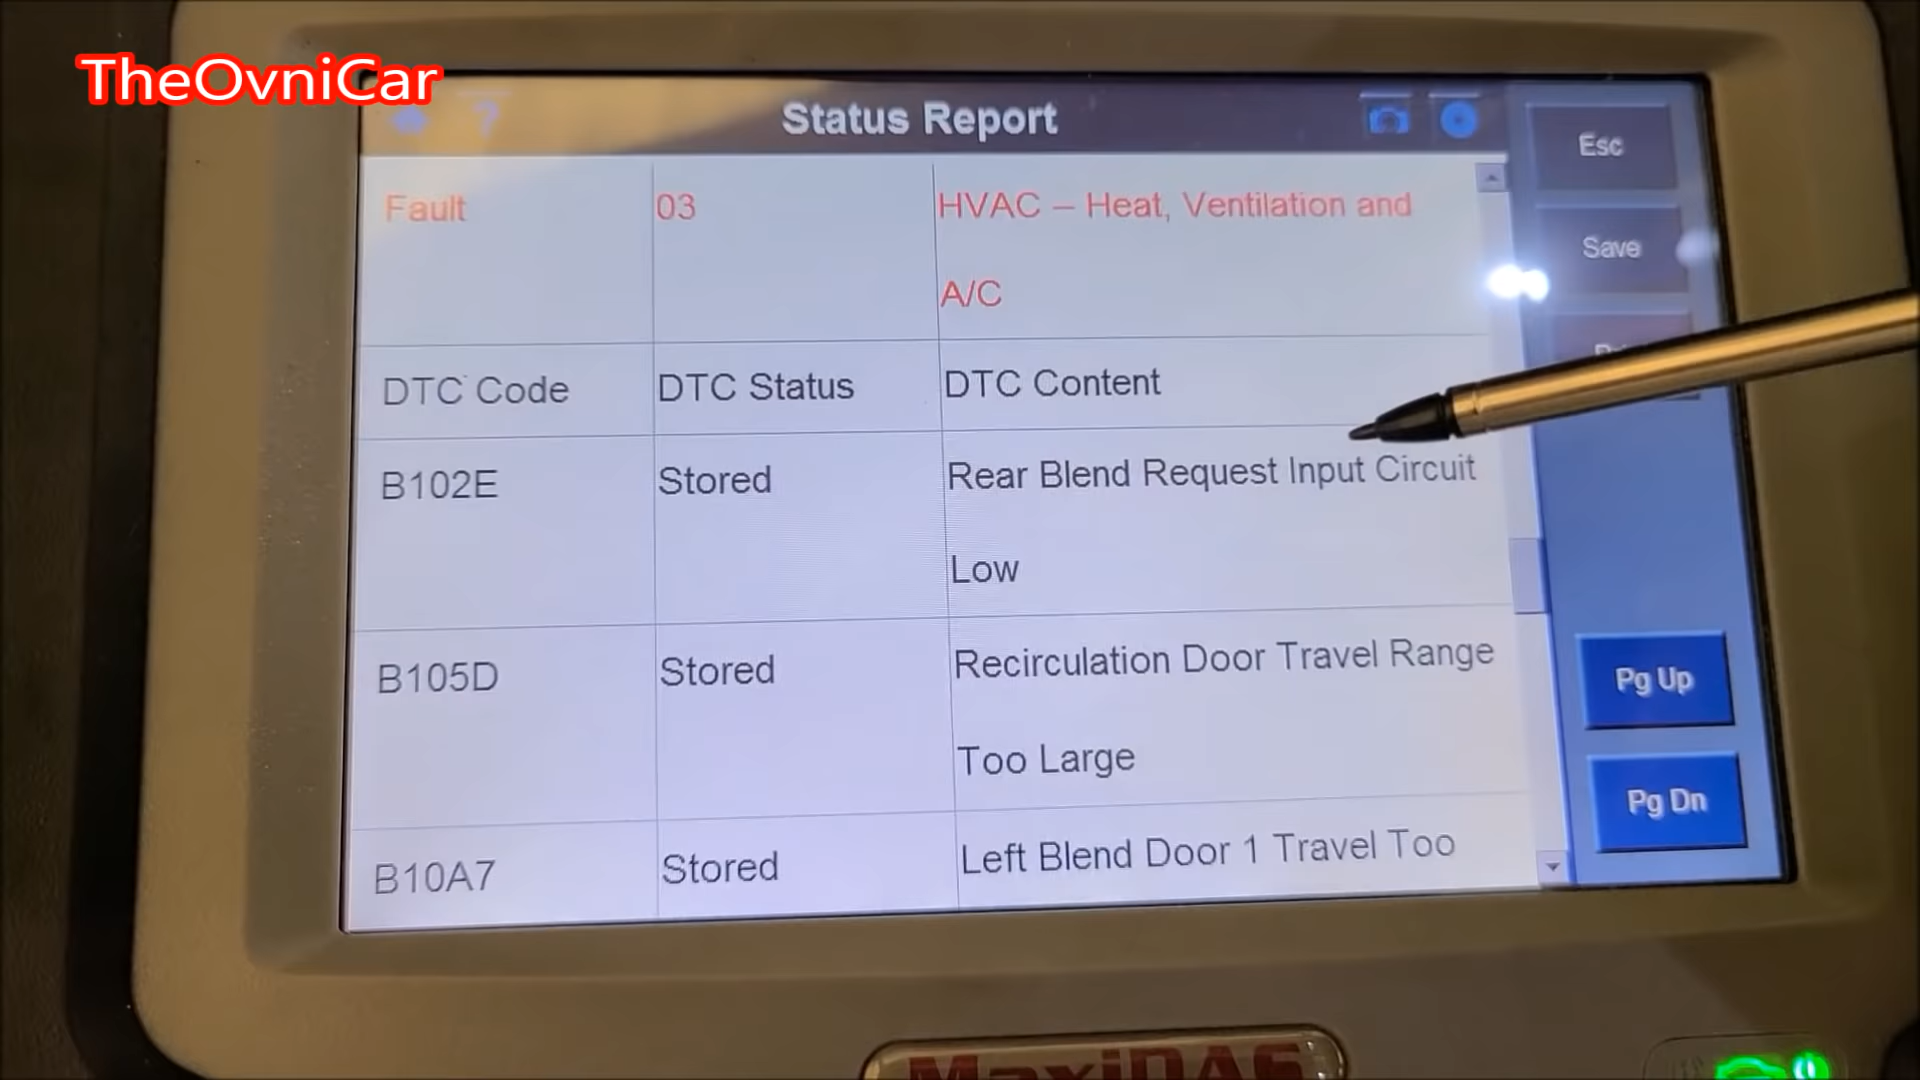 TheOvniCar
?
Status Report
Esc
Fault 03 HVAC – Heat, Ventilation and
A/C
Save
DTC Code DTC Status DTC Content
B102E Stored Rear Blend Request Input Circuit
Low
B105D Stored Recirculation Door Travel Range
Too Large
Pg Up
Pg Dn
B10A7 Stored Left Blend Door 1 Travel Too
MaxiDAS